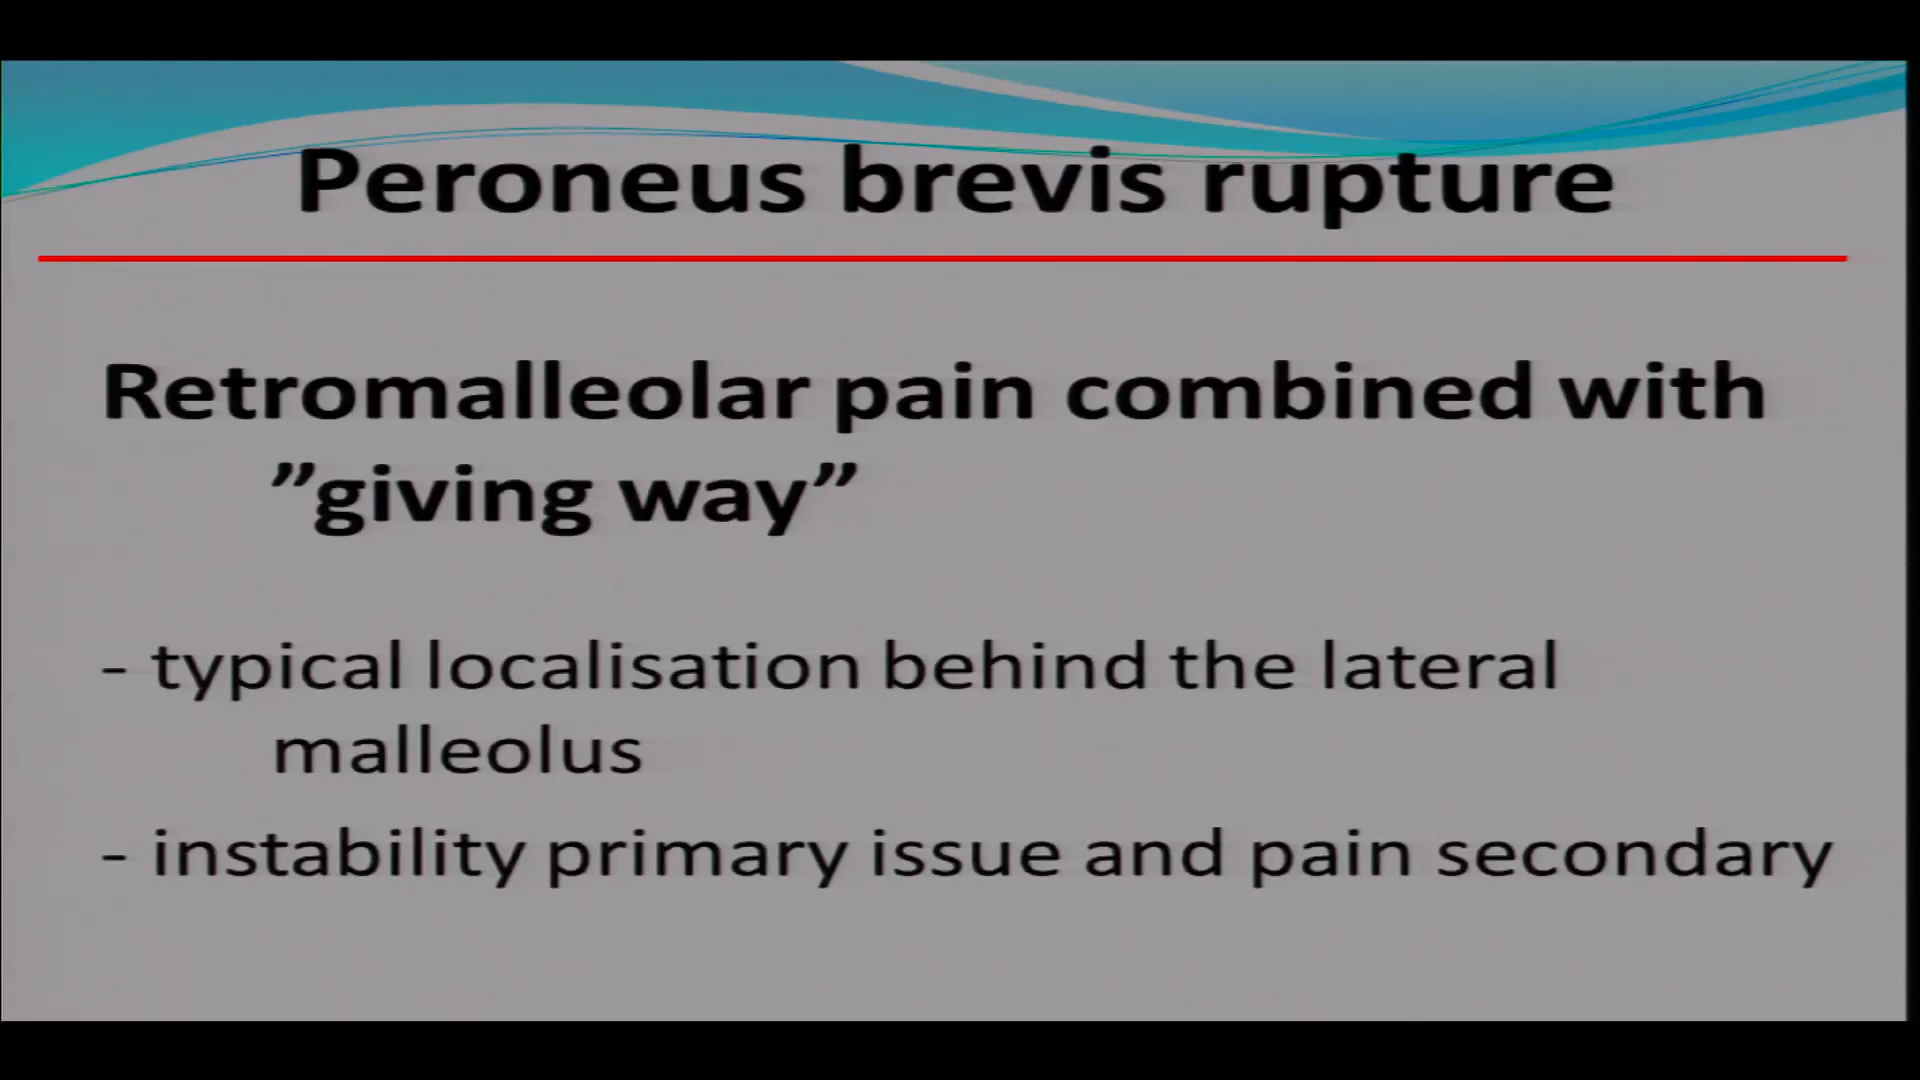 Peroneus brevis rupture
Retromalleolar pain combined with
”giving way”
- typical localisation behind the lateral
malleolus
- instability primary issue and pain secondary